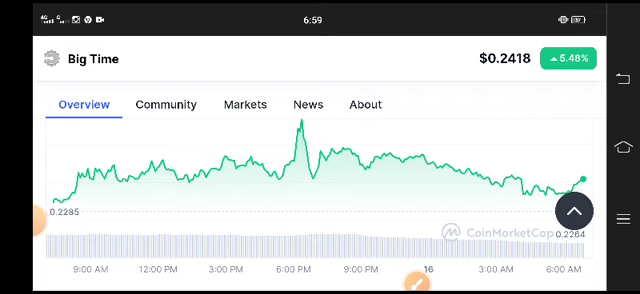 4G G 6:59
Big Time $0.2418 5.48%
Overview Community Markets News About
0.2285
CoinMarketCap
0.2264
9:00 AM 12:00 PM 3:00 PM 6:00 PM 9:00 PM 16 3:00 AM 6:00 AM